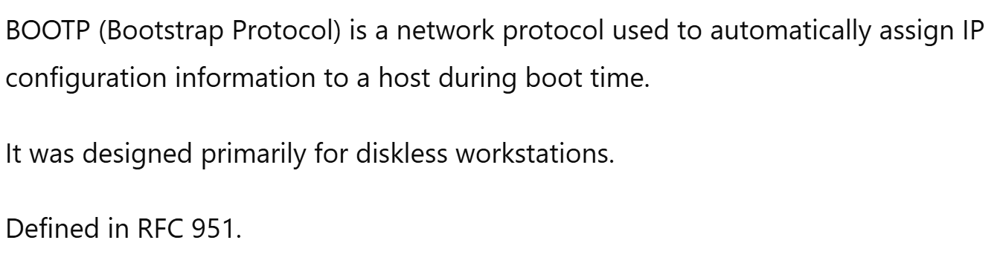 BOOTP (Bootstrap Protocol) is a network protocol used to automatically assign IP
configuration information to a host during boot time.
It was designed primarily for diskless workstations.
Defined in RFC 951.